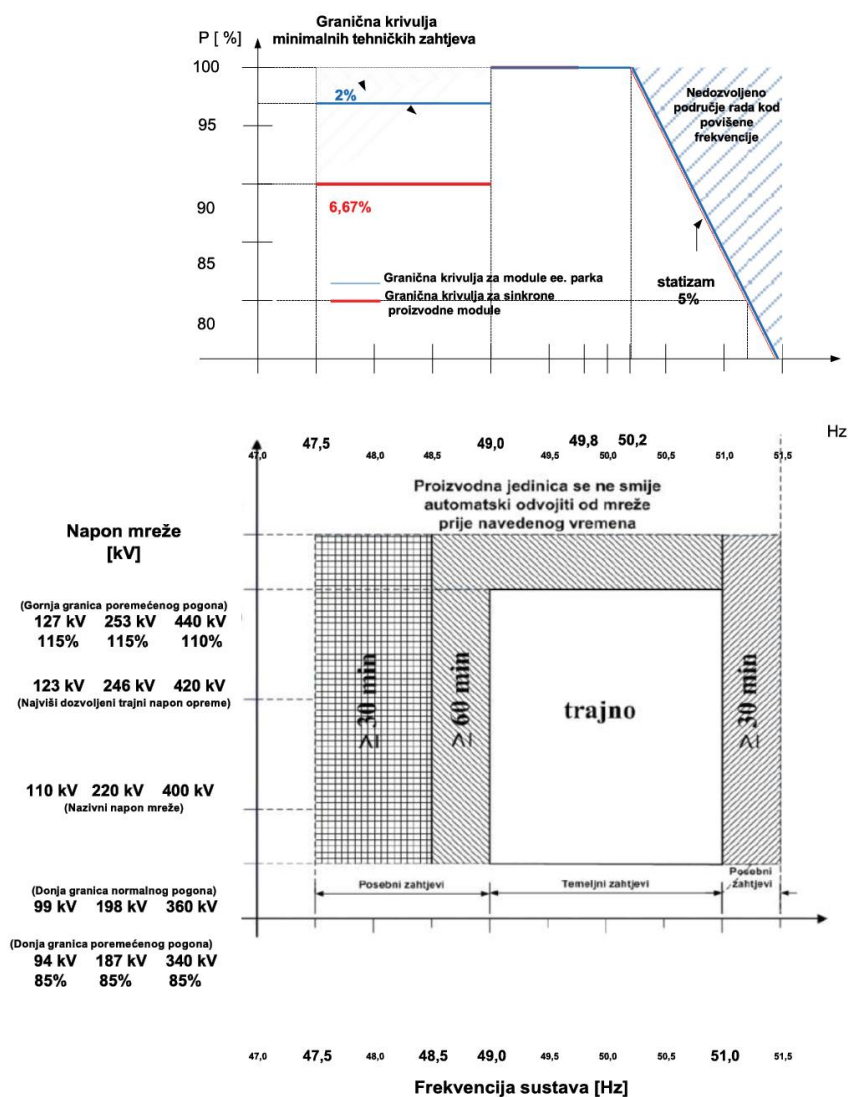 Granična krivulja
minimalnih tehničkih zahtjeva
P [ %]
100
2%
Nedozvoljeno
područje rada kod
povišene
frekvencije
95
90
6,67%
85
Granična krivulja za module ee. parka
Granična krivulja za sinkrone
proizvodne module
statizam
5%
80
Hz
47,5 49,0 49,8 50,2
47,0 48,0 48,5 49,5 50,0 50,5 51,0 51,5
Proizvodna jedinica se ne smije
automatski odvojiti od mreže
prije navedenog vremena
Napon mreže
[kV]
(Gornja granica poremećenog pogona)
127 kV 253 kV 440 kV
115% 115% 110%
123 kV 246 kV 420 kV
(Najviši dozvoljeni trajni napon opreme)
≥ 30 min
≥ 60 min
trajno
≥ 30 min
110 kV 220 kV 400 kV
(Nazivni napon mreže)
Posebni zahtjevi
Temeljni zahtjevi
Posebni
zahtjevi
(Donja granica normalnog pogona)
99 kV 198 kV 360 kV
(Donja granica poremećenog pogona)
94 kV 187 kV 340 kV
85% 85% 85%
47,0 47,5 48,0 48,5 49,0 49,5 50,0 50,5 51,0 51,5
Frekvencija sustava [Hz]